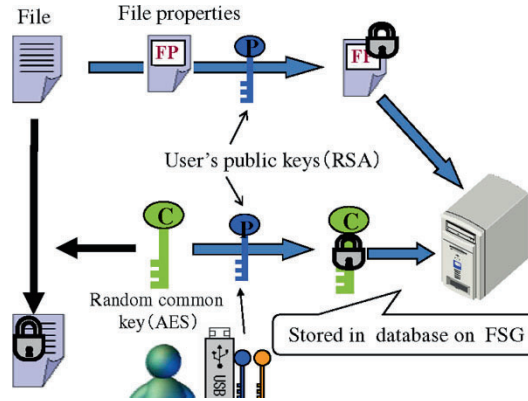 File
File properties
FP
P
FP
User's public keys(RSA)
C
P
C
Random common
key(AES)
Stored in database on FSG
USB